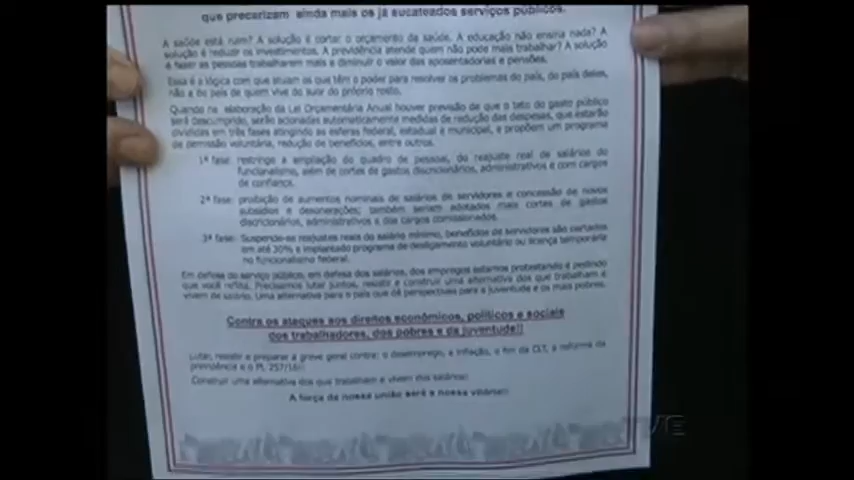 que precarizam ainda mais os já sucateados serviços públicos.
A saúde está ruim? A solução é cortar o orçamento da saúde. A educação não ensina nada? A
solução é reduzir os investimentos. A previdência atende quem não pode mais trabalhar? A solução
é fazer as pessoas trabalharem mais e diminuir o valor das aposentadorias e pensões.
Essa é a lógica com que atuam os que têm o poder para resolver os problemas do país, do país deles,
não a do país de quem vive do suor do próprio rosto.
Quando na elaboração da Lei Orçamentária Anual houver previsão de que o teto do gasto público
será descumprido, serão acionadas automaticamente medidas de redução das despesas, que estarão
divididas em três fases atingindo as esferas federal, estadual e municipal, e propõem um programa
de demissão voluntária, redução de benefícios, entre outros.
1ª fase: restringe a ampliação do quadro de pessoal, do reajuste real de salários do
funcionalismo, além de cortes de gastos discricionários, administrativos e com cargos
de confiança.
2ª fase: proibição de aumentos nominais de salários de servidores e concessão de novos
subsídios e desonerações; também seriam adotados mais cortes de gastos
discricionários, administrativos e dos cargos comissionados.
3ª fase: Suspende-se reajustes reais do salário mínimo, benefícios de servidores são cortados
em até 30% e implantado programa de desligamento voluntário ou licença temporária
no funcionalismo federal.
Em defesa do serviço público, em defesa dos salários, dos empregos estamos protestando e pedindo
que você reflita. Precisamos lutar juntos, resistir e construir uma alternativa dos que trabalham e
vivem de salário. Uma alternativa para o país que dê perspectivas para a juventude e os mais pobres.
Contra os ataques aos direitos econômicos, políticos e sociais
dos trabalhadores, dos pobres e da juventude!!
Lutar, resistir e preparar a greve geral contra: o desemprego, a inflação, o fim da CLT, a reforma da
previdência e o PL 257/16!!
Construir uma alternativa dos que trabalham e vivem dos salários!
A força da nossa união será a nossa vitória!!
TVE